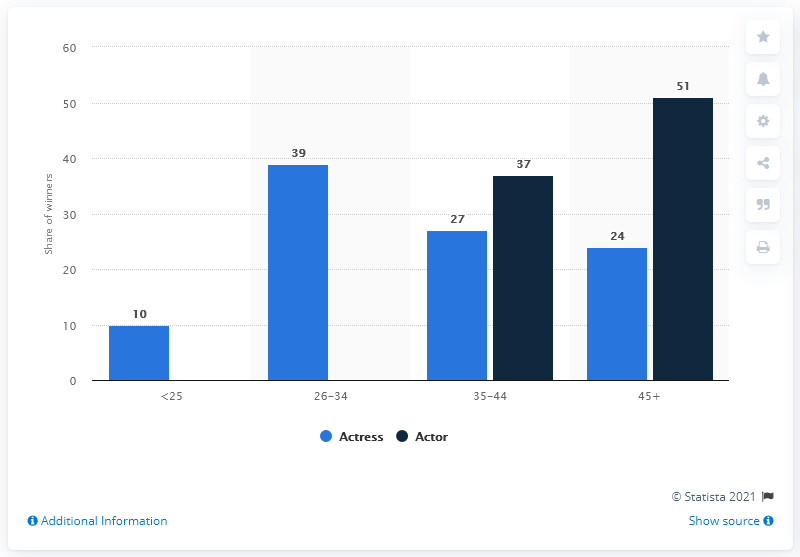 60
50
40
30
20
10
0
Share of winners
10
39
27
37
24
51
<25
26–34
35–44
45+
Actress
Actor
© Statista 2021
Additional Information
Show source